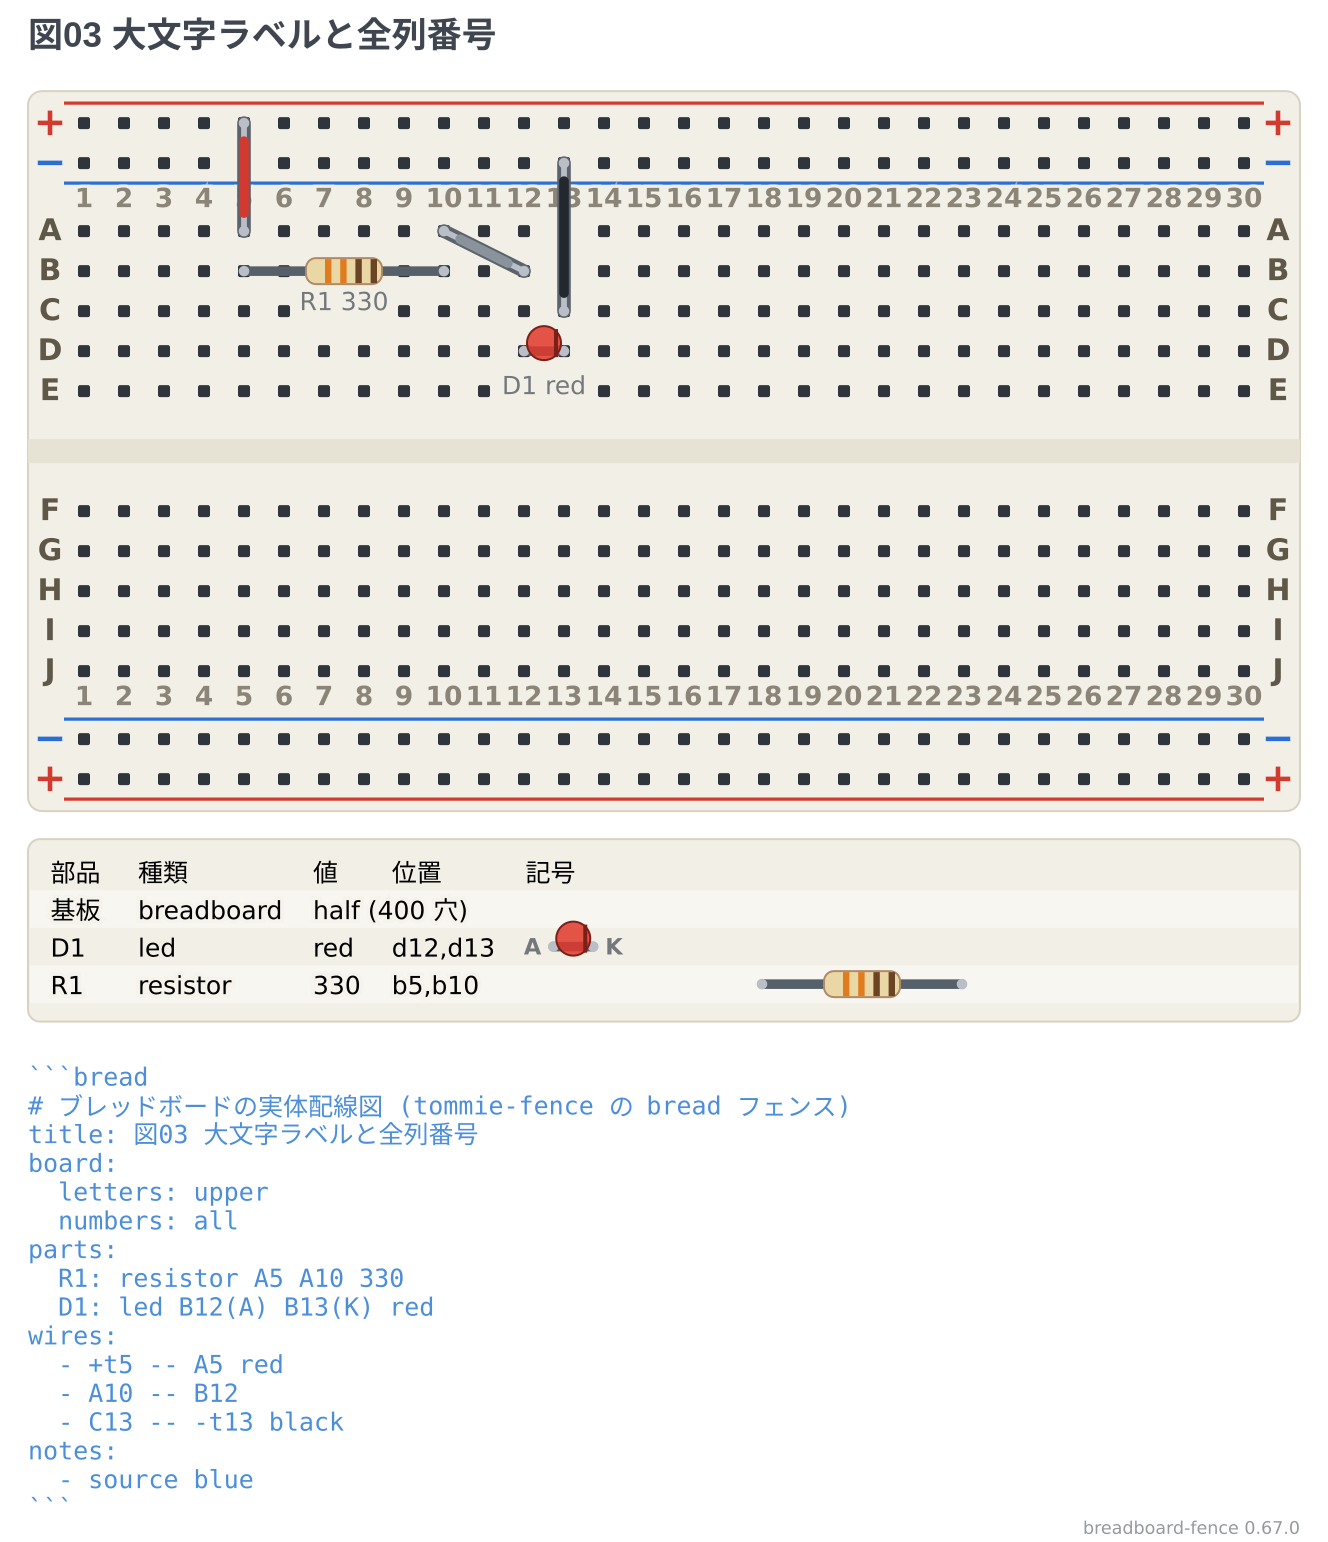 図03 大文字ラベルと全列番号
+ +
− −
1 2 3 4 6 7 8 9 10 11 12 13 14 15 16 17 18 19 20 21 22 23 24 25 26 27 28 29 30
A A
B B
R1 330
C C
D D
D1 red
E E
F F
G G
H H
I I
J J
1 2 3 4 5 6 7 8 9 10 11 12 13 14 15 16 17 18 19 20 21 22 23 24 25 26 27 28 29 30
− −
+ +
部品 種類 値 位置 記号
基板 breadboard half (400 穴)
D1 led red d12,d13 A K
R1 resistor 330 b5,b10
```bread
# ブレッドボードの実体配線図 (tommie-fence の bread フェンス)
title: 図03 大文字ラベルと全列番号
board:
  letters: upper
  numbers: all
parts:
  R1: resistor A5 A10 330
  D1: led B12(A) B13(K) red
wires:
  - +t5 -- A5 red
  - A10 -- B12
  - C13 -- -t13 black
notes:
  - source blue
```
breadboard-fence 0.67.0